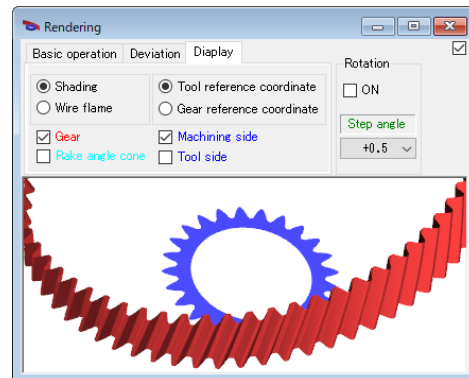 Rendering
Basic operation Deviation Display
Rotation
Shading Tool reference coordinate
ON
Wire flame Gear reference coordinate
Step angle
Gear Machining side
+0.5
Rake angle cone Tool side